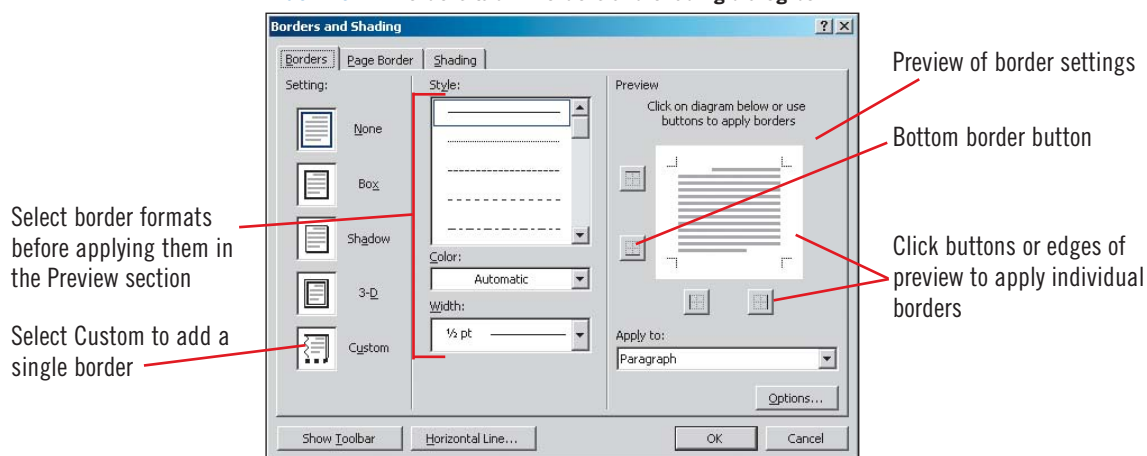 Borders and Shading
Borders Page Border Shading
Setting:
None
Box
Shadow
3-D
Custom
Style:
Color:
Automatic
Width:
½ pt
Preview
Click on diagram below or use
buttons to apply borders
Apply to:
Paragraph
Options...
Show Toolbar
Horizontal Line...
OK
Cancel
Select border formats
before applying them in
the Preview section
Select Custom to add a
single border
Preview of border settings
Bottom border button
Click buttons or edges of
preview to apply individual
borders